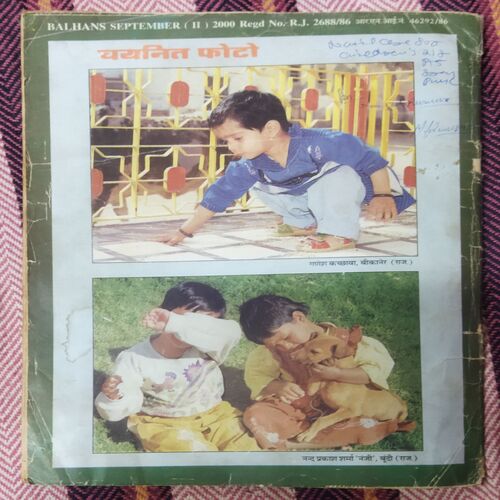 BALHANS SEPTEMBER ( II ) 2000 Regd No. R.J. 2688/86 आर.एन.आई.नं. 46292/86
चयनित फोटो
गणेश कच्छावा, बीकानेर (राज.)
नन्द प्रकाश शर्मा 'नंजी', बूंदी (राज.)